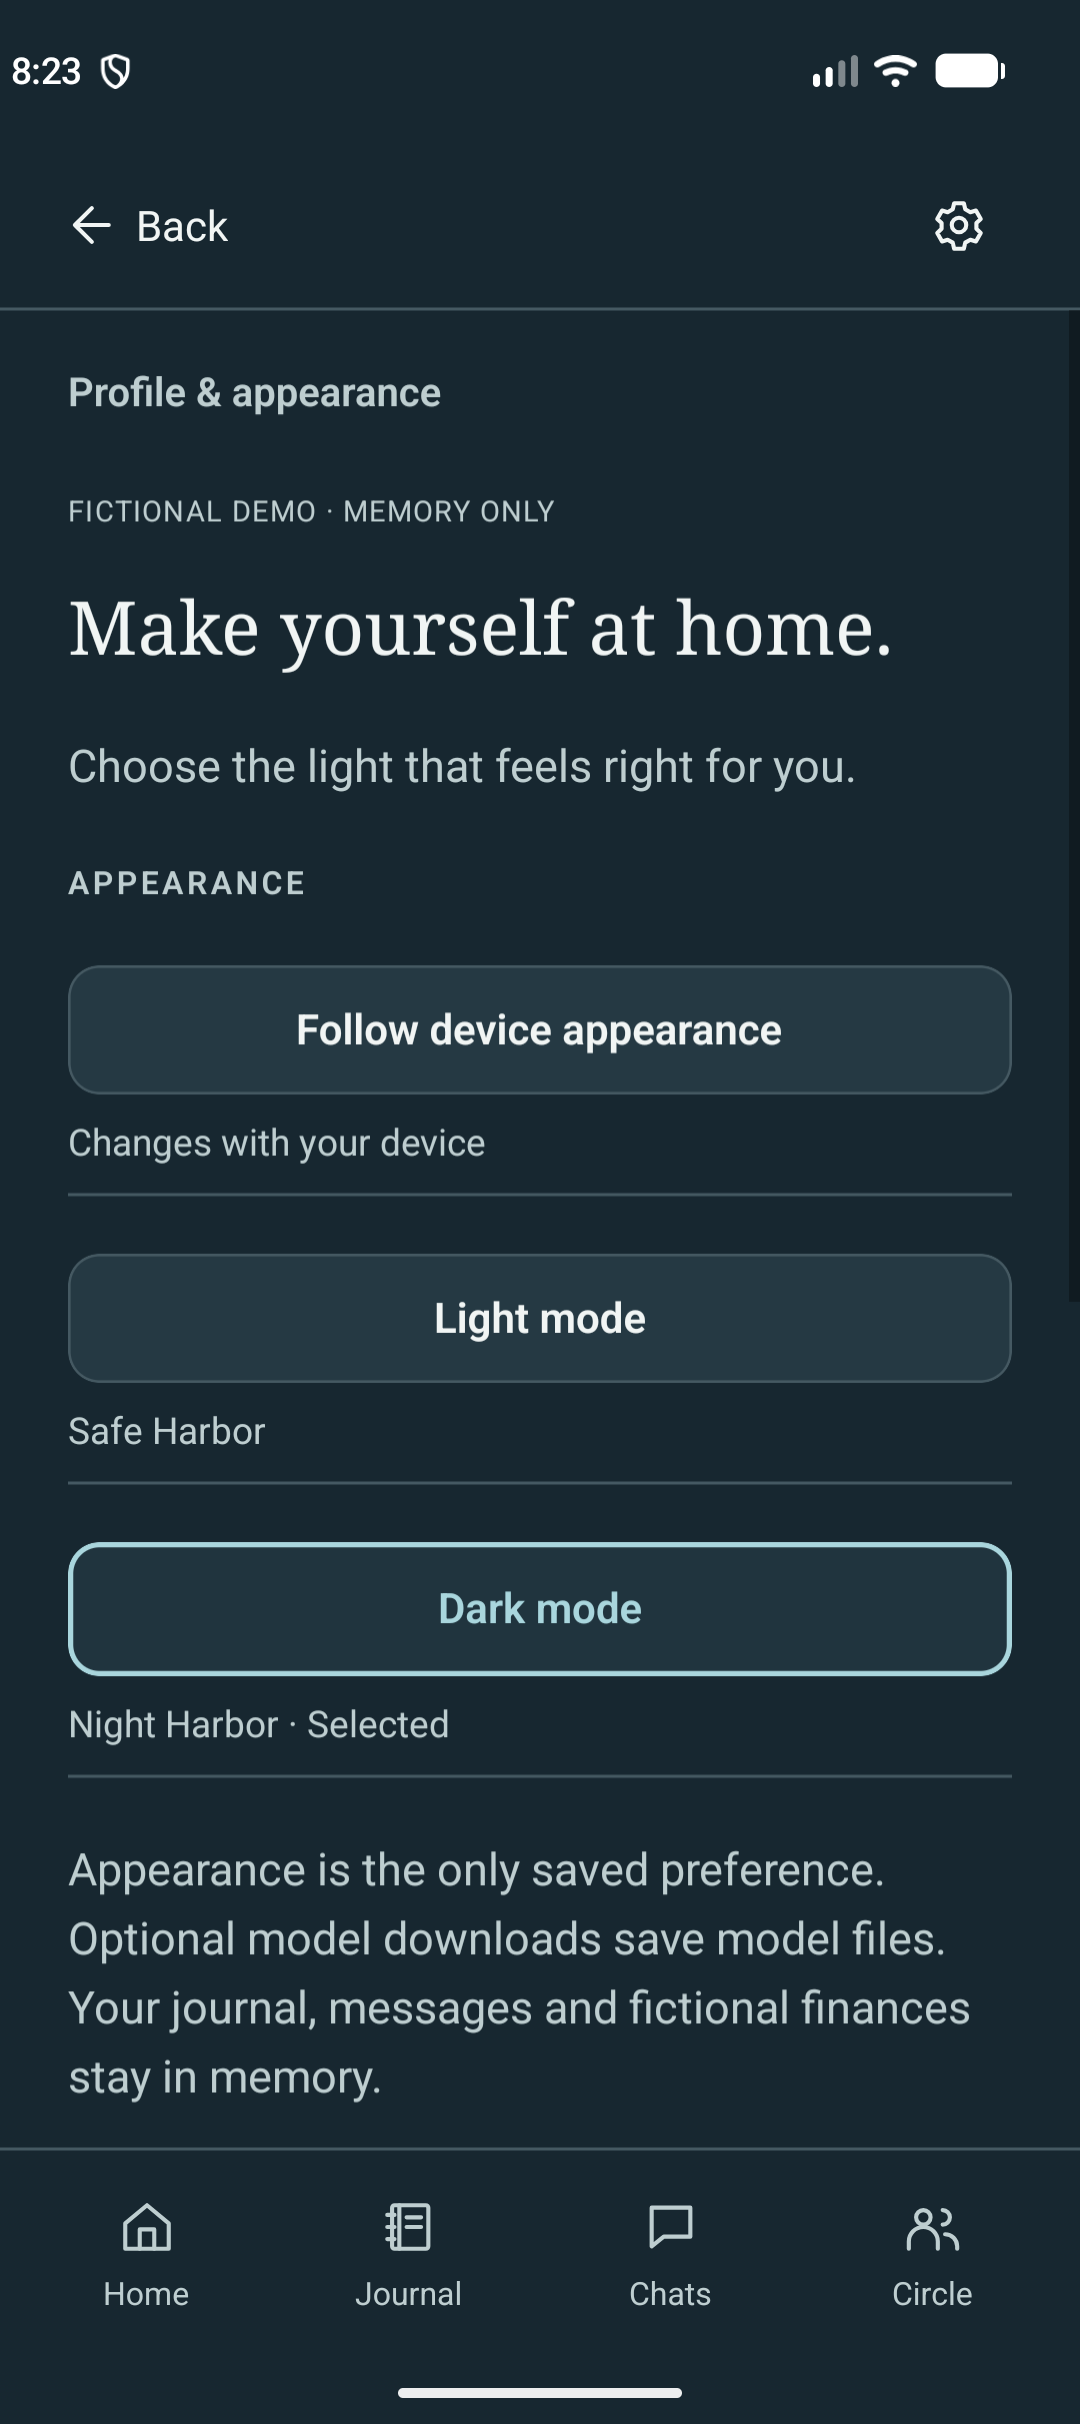 8:23
Back
Profile & appearance
FICTIONAL DEMO · MEMORY ONLY
Make yourself at home.
Choose the light that feels right for you.
APPEARANCE
Follow device appearance
Changes with your device
Light mode
Safe Harbor
Dark mode
Night Harbor · Selected
Appearance is the only saved preference.
Optional model downloads save model files.
Your journal, messages and fictional finances
stay in memory.
Home
Journal
Chats
Circle